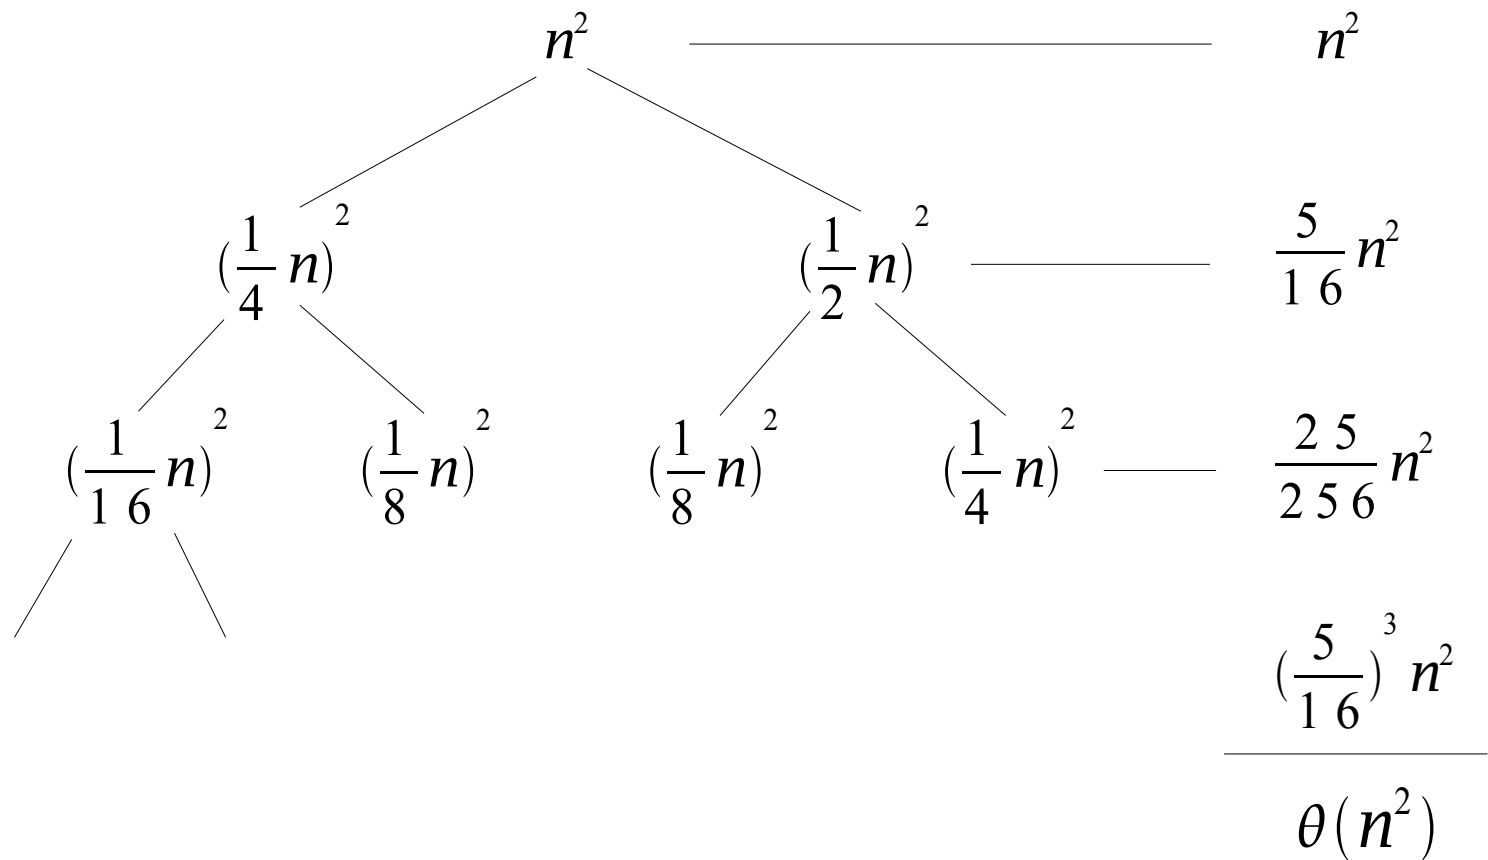 n² n²
(1/4 n)² (1/2 n)² 5/16 n²
(1/16 n)² (1/8 n)² (1/8 n)² (1/4 n)² 25/256 n²
(5/16)³ n²
θ(n²)